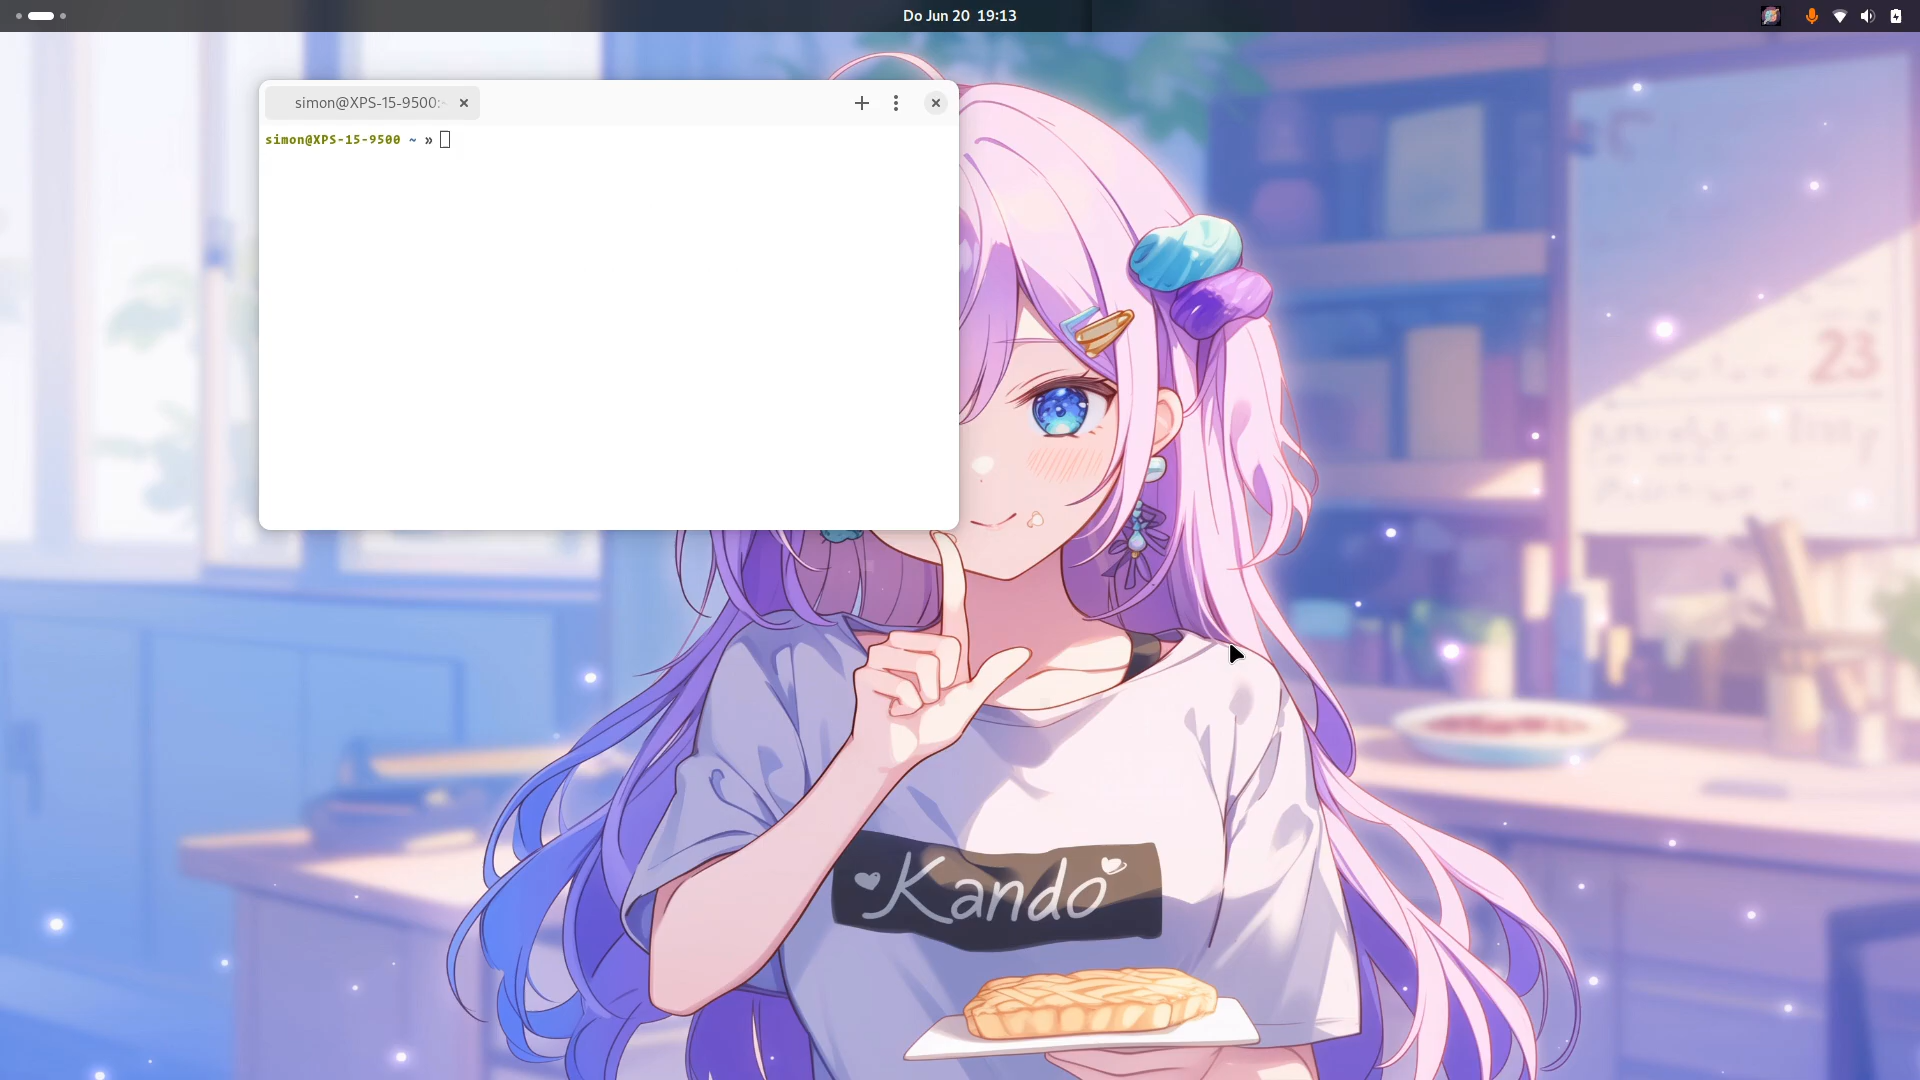 Do Jun 20 19:13
simon@XPS-15-9500:
simon@XPS-15-9500 ~ »
23
Kando